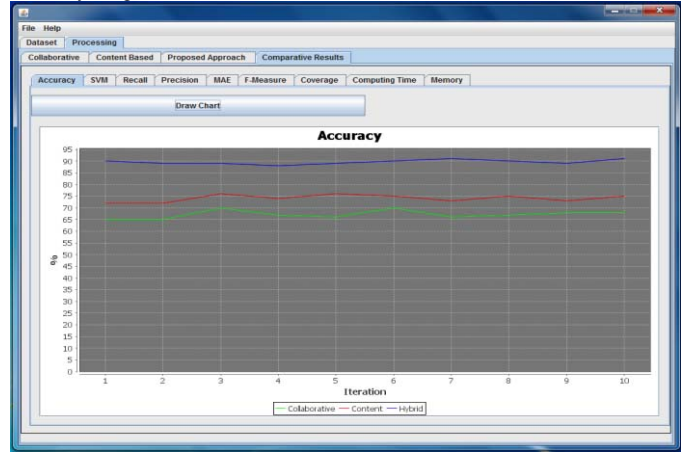 File Help
Dataset Processing
Collaborative Content Based Proposed Approach Comparative Results
Accuracy SVM Recall Precision MAE F-Measure Coverage Computing Time Memory
Draw Chart
Accuracy
95
90
85
80
75
70
65
60
55
50
45
40
35
30
25
20
15
10
5
0
%
1 2 3 4 5 6 7 8 9 10
Iteration
Collaborative Content Hybrid